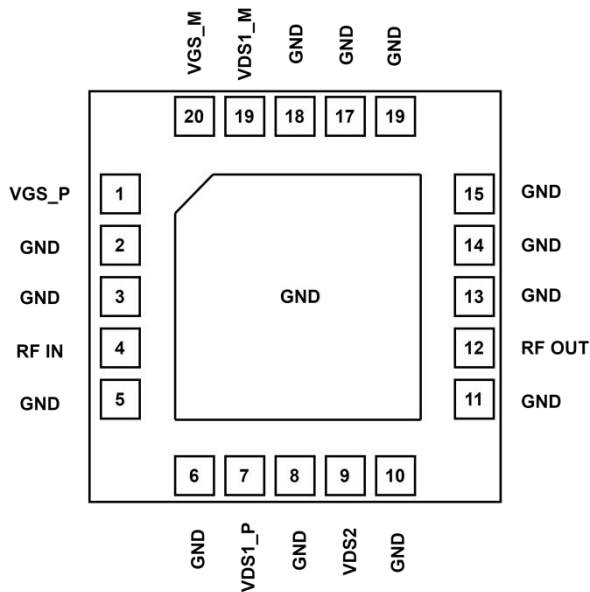 VGS_M VDS1_M GND GND GND
20 19 18 17 19
VGS_P 1 15 GND
GND 2 14 GND
GND 3 GND 13 GND
RF IN 4 12 RF OUT
GND 5 11 GND
6 7 8 9 10
GND VDS1_P GND VDS2 GND